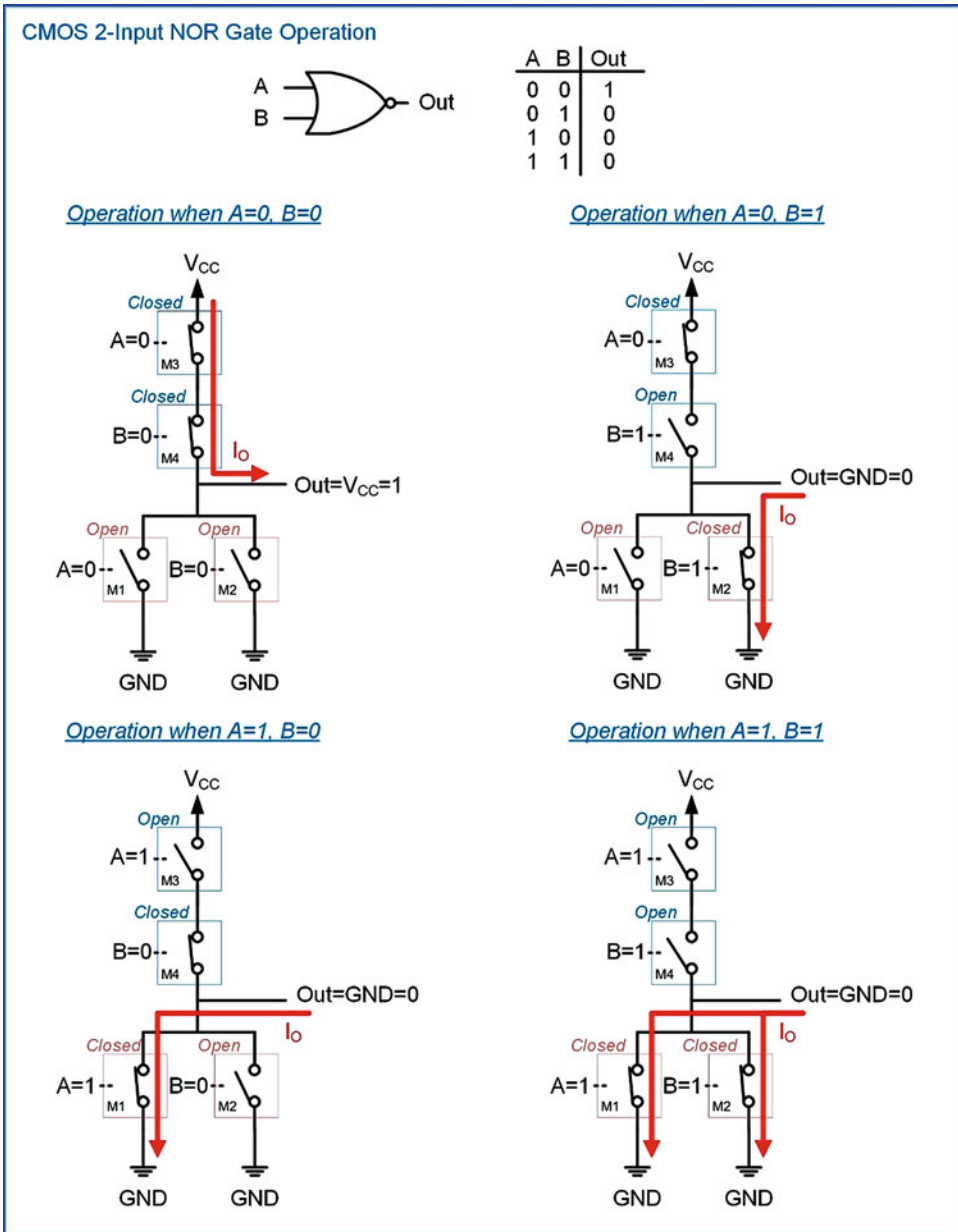 CMOS 2-Input NOR Gate Operation
A B Out
0 0 1
0 1 0
1 0 0
1 1 0
A
B
Out
Operation when A=0, B=0
VCC
Closed
A=0
M3
Closed
B=0
M4
IO
Out=VCC=1
Open
Open
A=0
M1
B=0
M2
GND
GND
Operation when A=0, B=1
VCC
Closed
A=0
M3
Open
B=1
M4
Out=GND=0
IO
Open
Closed
A=0
M1
B=1
M2
GND
GND
Operation when A=1, B=0
VCC
Open
A=1
M3
Closed
B=0
M4
Out=GND=0
IO
Closed
Open
A=1
M1
B=0
M2
GND
GND
Operation when A=1, B=1
VCC
Open
A=1
M3
Open
B=1
M4
Out=GND=0
IO
Closed
Closed
A=1
M1
B=1
M2
GND
GND